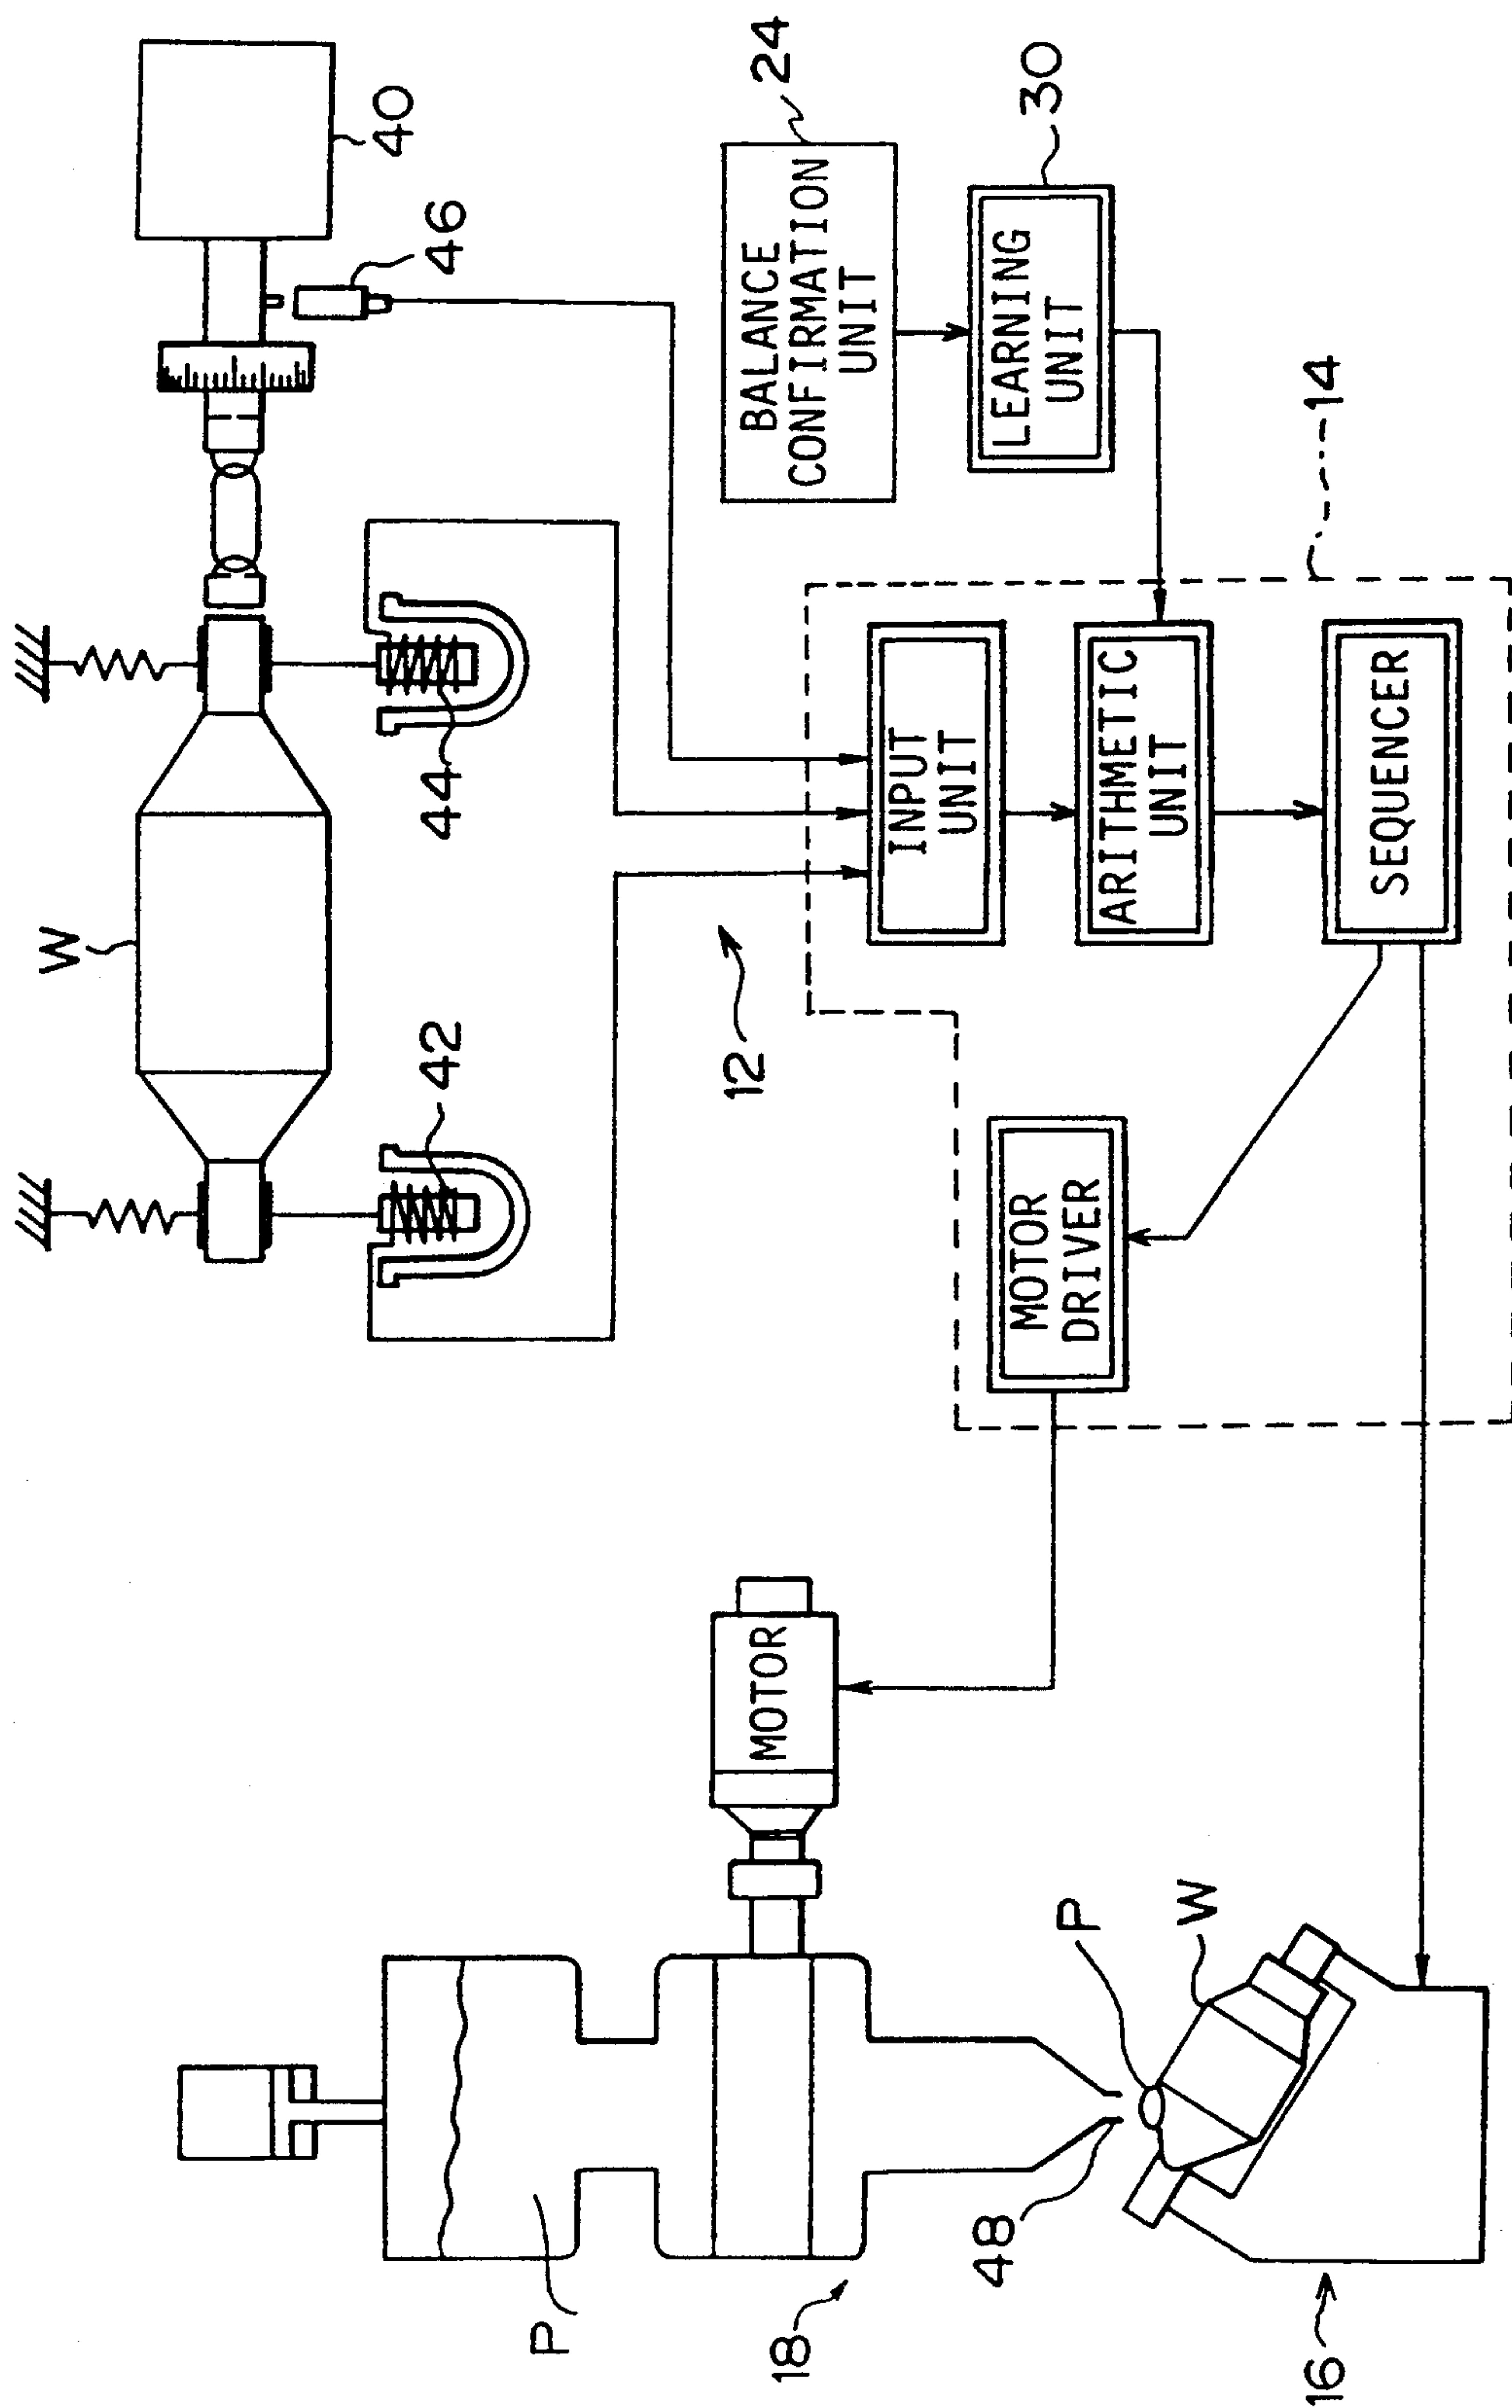 W
40
46
44
42
12
BALANCE
CONFIRMATION
UNIT
24
LEARNING
UNIT
30
14
INPUT
UNIT
ARITHMETIC
UNIT
SEQUENCER
MOTOR
DRIVER
MOTOR
P
18
48
P
W
16